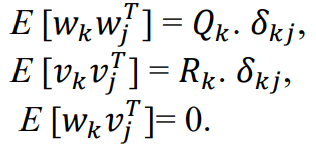 E [w_k w_j^T] = Q_k. δ_kj,
E [v_k v_j^T] = R_k. δ_kj,
E [w_k v_j^T]= 0.